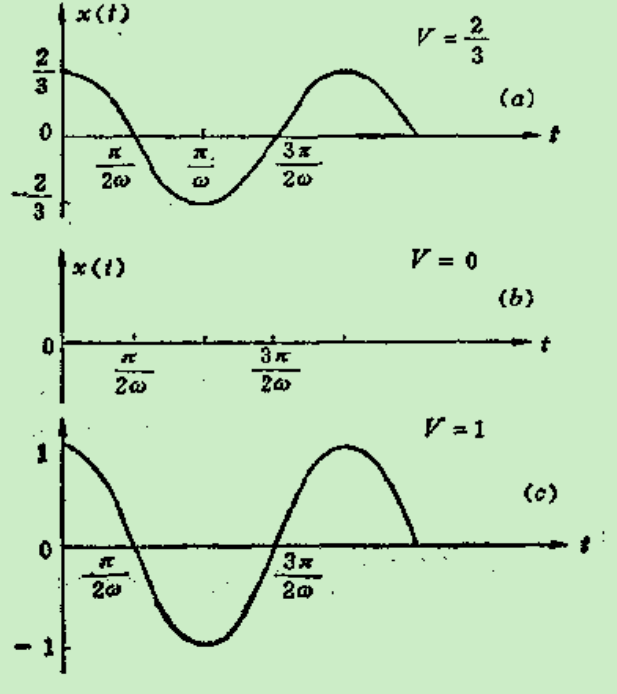 x(t)
V = 2/3
2/3
(a)
0
t
π/2ω
π/ω
3π/2ω
-2/3
x(t)
V = 0
(b)
0
t
π/2ω
3π/2ω
V = 1
1
(c)
0
t
π/2ω
3π/2ω
-1